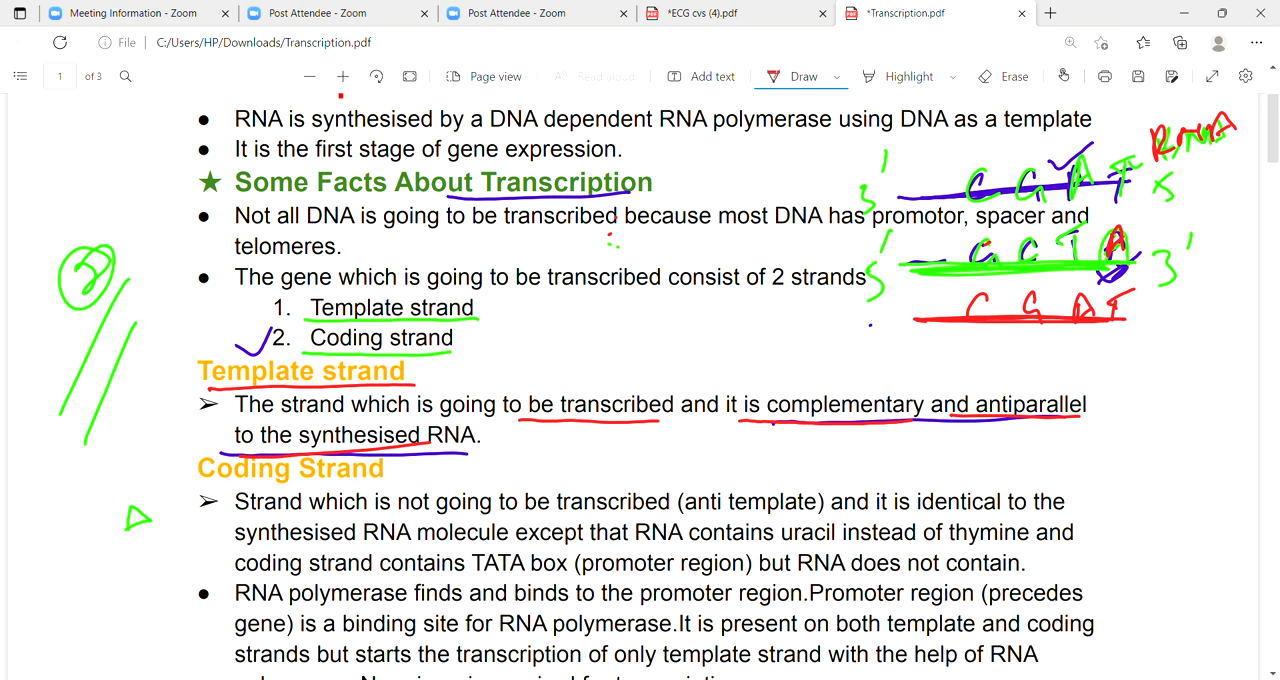 Meeting Information - Zoom
Post Attendee - Zoom
Post Attendee - Zoom
*ECG cvs (4).pdf
*Transcription.pdf
File
C:/Users/HP/Downloads/Transcription.pdf
1 of 3
Page view
Read aloud
Add text
Draw
Highlight
Erase
● RNA is synthesised by a DNA dependent RNA polymerase using DNA as a template
● It is the first stage of gene expression.
RNA
★ Some Facts About Transcription
3' C G A T 5
● Not all DNA is going to be transcribed because most DNA has promotor, spacer and
telomeres.
5' G C T A 3'
● The gene which is going to be transcribed consist of 2 strands
1. Template strand
C G A T
2. Coding strand
Template strand
➢ The strand which is going to be transcribed and it is complementary and antiparallel
to the synthesised RNA.
Coding Strand
➢ Strand which is not going to be transcribed (anti template) and it is identical to the
synthesised RNA molecule except that RNA contains uracil instead of thymine and
coding strand contains TATA box (promoter region) but RNA does not contain.
● RNA polymerase finds and binds to the promoter region.Promoter region (precedes
gene) is a binding site for RNA polymerase.It is present on both template and coding
strands but starts the transcription of only template strand with the help of RNA